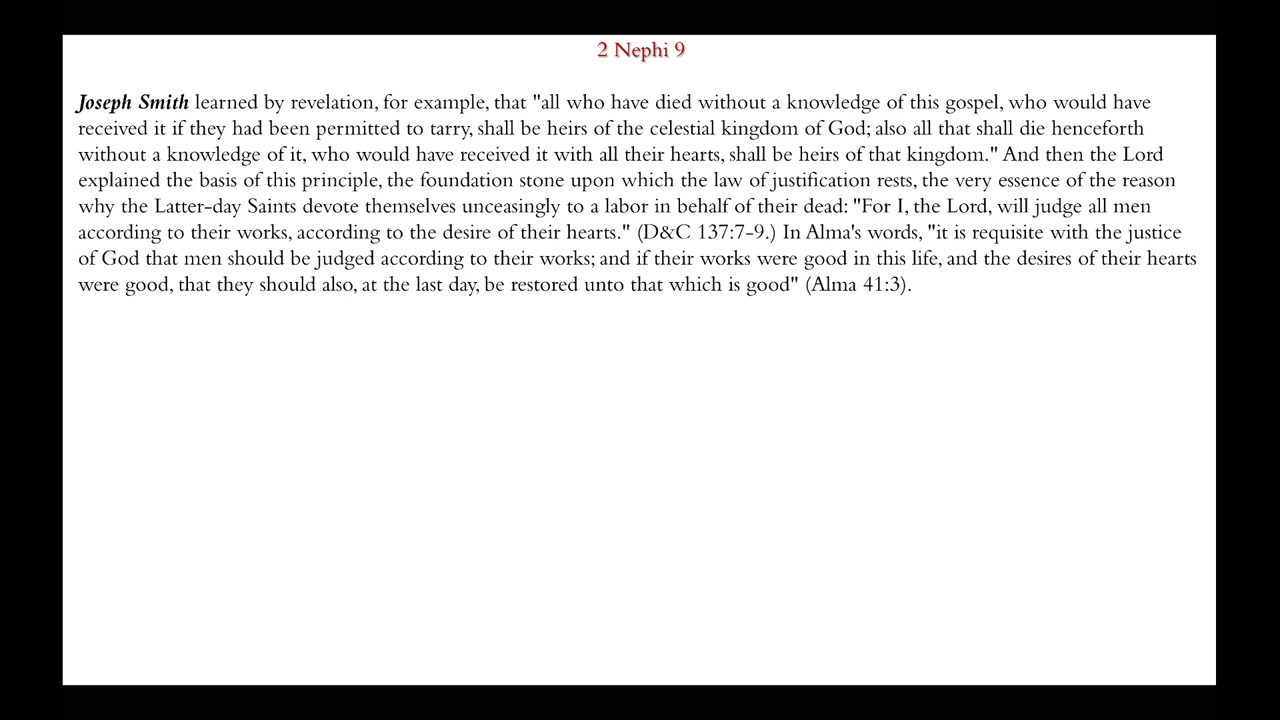 2 Nephi 9
Joseph Smith learned by revelation, for example, that "all who have died without a knowledge of this gospel, who would have
received it if they had been permitted to tarry, shall be heirs of the celestial kingdom of God; also all that shall die henceforth
without a knowledge of it, who would have received it with all their hearts, shall be heirs of that kingdom." And then the Lord
explained the basis of this principle, the foundation stone upon which the law of justification rests, the very essence of the reason
why the Latter-day Saints devote themselves unceasingly to a labor in behalf of their dead: "For I, the Lord, will judge all men
according to their works, according to the desire of their hearts." (D&C 137:7-9.) In Alma's words, "it is requisite with the justice
of God that men should be judged according to their works; and if their works were good in this life, and the desires of their hearts
were good, that they should also, at the last day, be restored unto that which is good" (Alma 41:3).